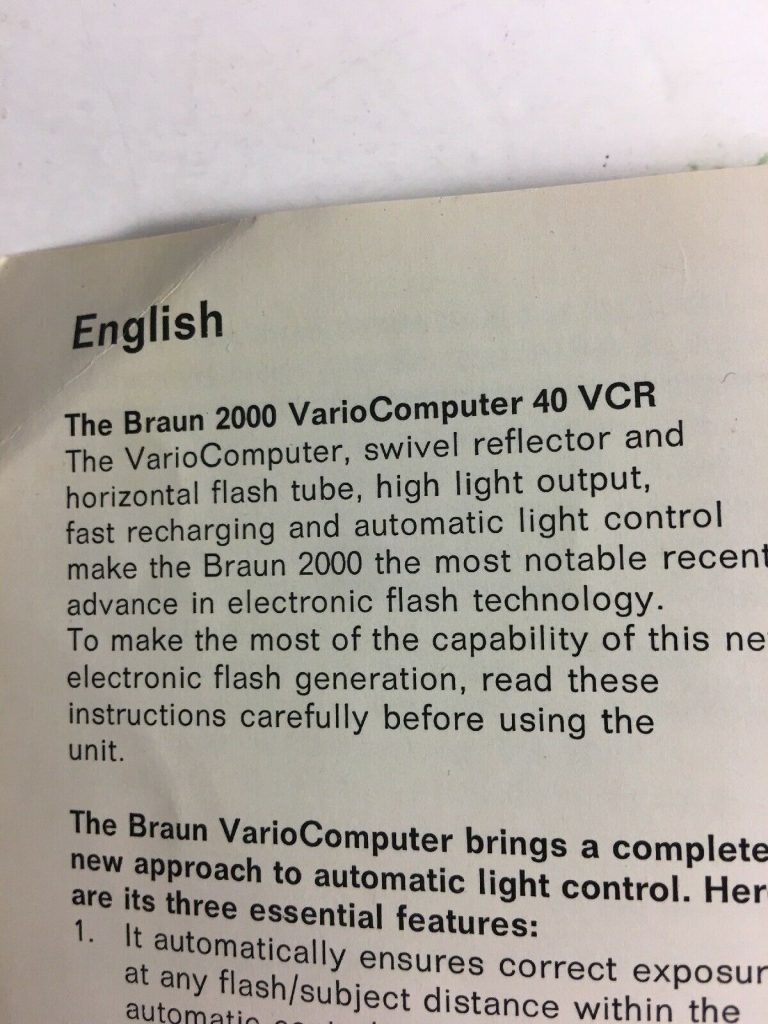 English
The Braun 2000 VarioComputer 40 VCR
The VarioComputer, swivel reflector and
horizontal flash tube, high light output,
fast recharging and automatic light control
make the Braun 2000 the most notable recent
advance in electronic flash technology.
To make the most of the capability of this ne
electronic flash generation, read these
instructions carefully before using the
unit.
The Braun VarioComputer brings a complete
new approach to automatic light control. Her
are its three essential features:
1. It automatically ensures correct exposur
at any flash/subject distance within the
automatic